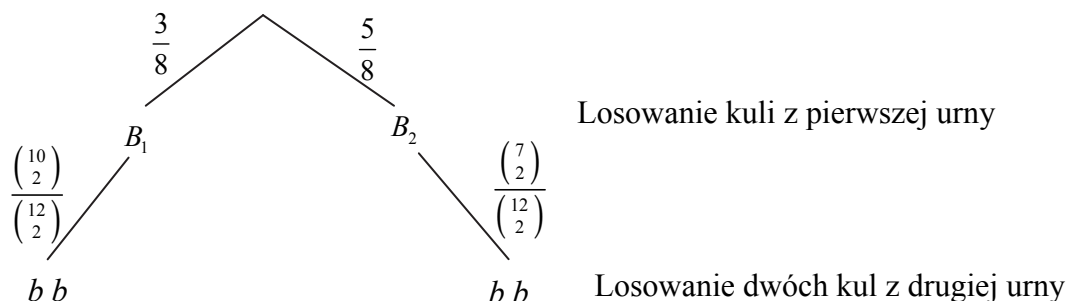 3/8 5/8
B₁ B₂ Losowanie kuli z pierwszej urny
(10 2)/(12 2) (7 2)/(12 2)
b b b b Losowanie dwóch kul z drugiej urny